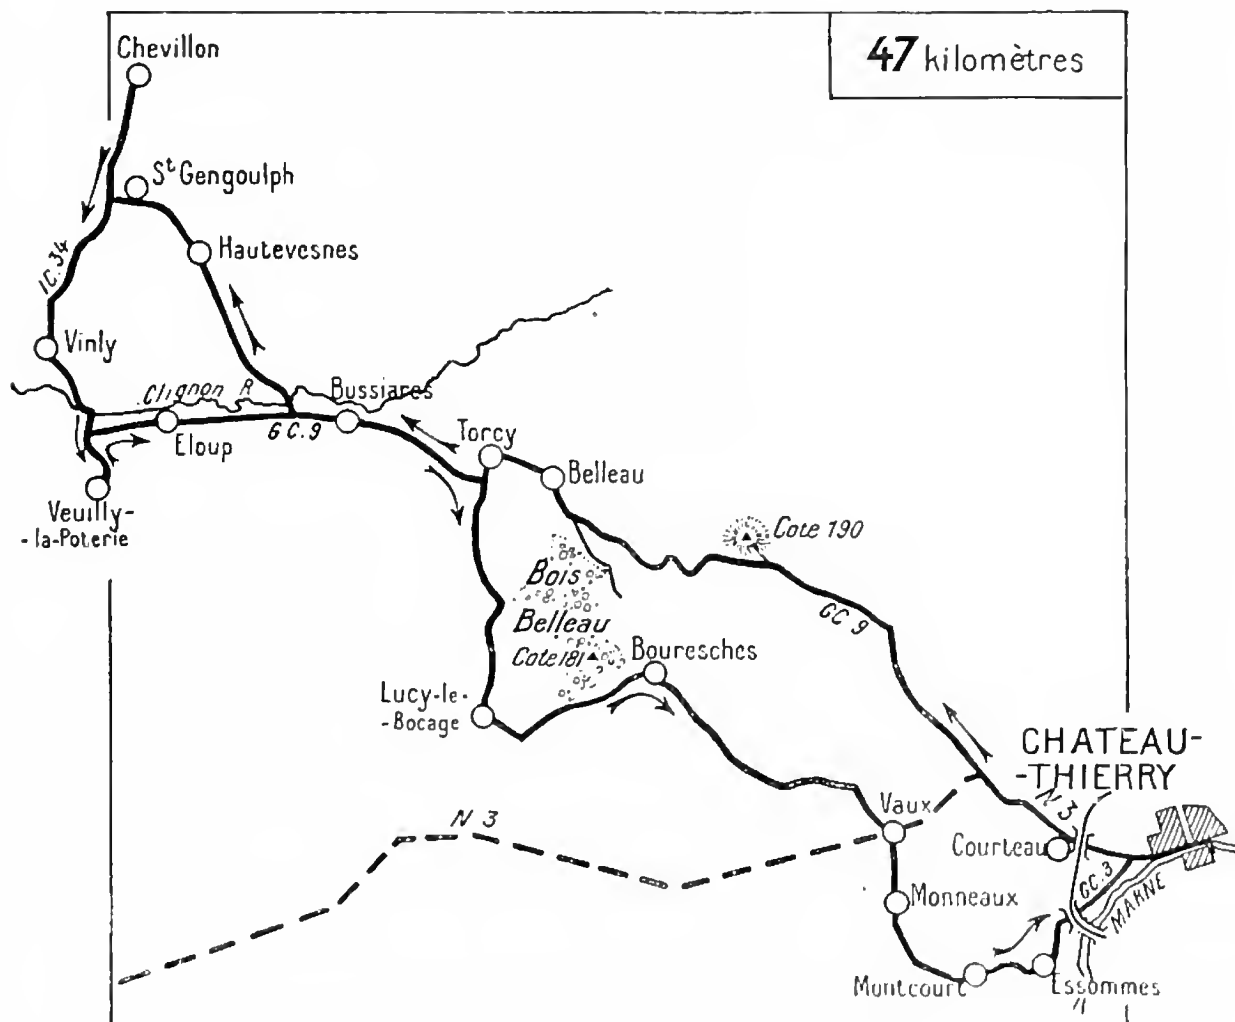 47 kilomètres
Chevillon
St Gengoulph
Hautevesnes
IC.34
Vinly
Clignon R
Bussiares
Eloup
GC.9
Torcy
Belleau
Veuilly-
-la-Poterie
Cote 190
Bois
Belleau
Cote 181
GC 9
Bouresches
Lucy-le-
-Bocage
CHATEAU-
-THIERRY
N 3
Vaux
N 3
Courteau
GC.3
MARNE
Monneaux
Montcourt
Essommes